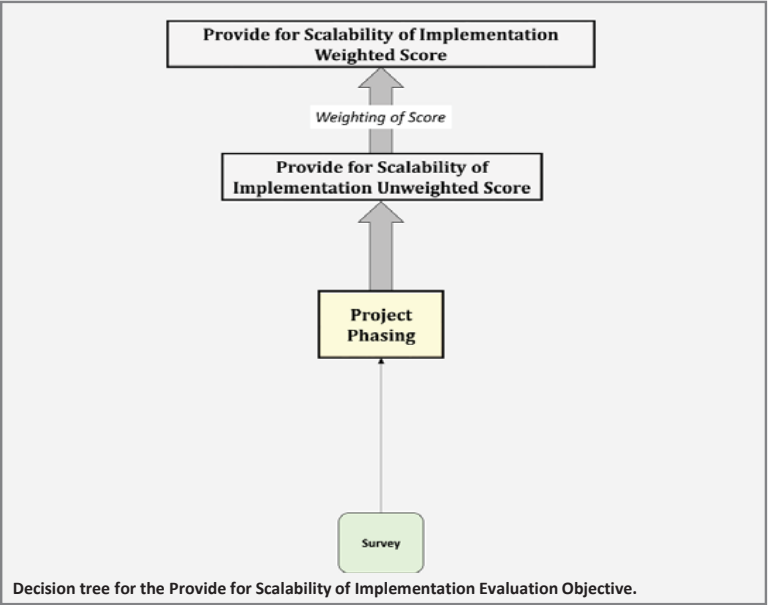 Provide for Scalability of Implementation
Weighted Score
Weighting of Score
Provide for Scalability of
Implementation Unweighted Score
Project
Phasing
Survey
Decision tree for the Provide for Scalability of Implementation Evaluation Objective.